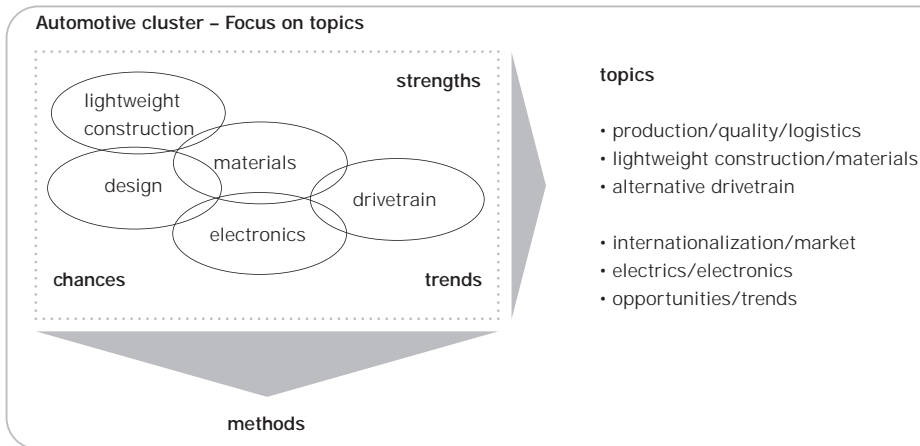 Automotive cluster – Focus on topics
strengths
lightweight
construction
materials
design
drivetrain
electronics
chances
trends
methods
topics
• production/quality/logistics
• lightweight construction/materials
• alternative drivetrain
• internationalization/market
• electrics/electronics
• opportunities/trends